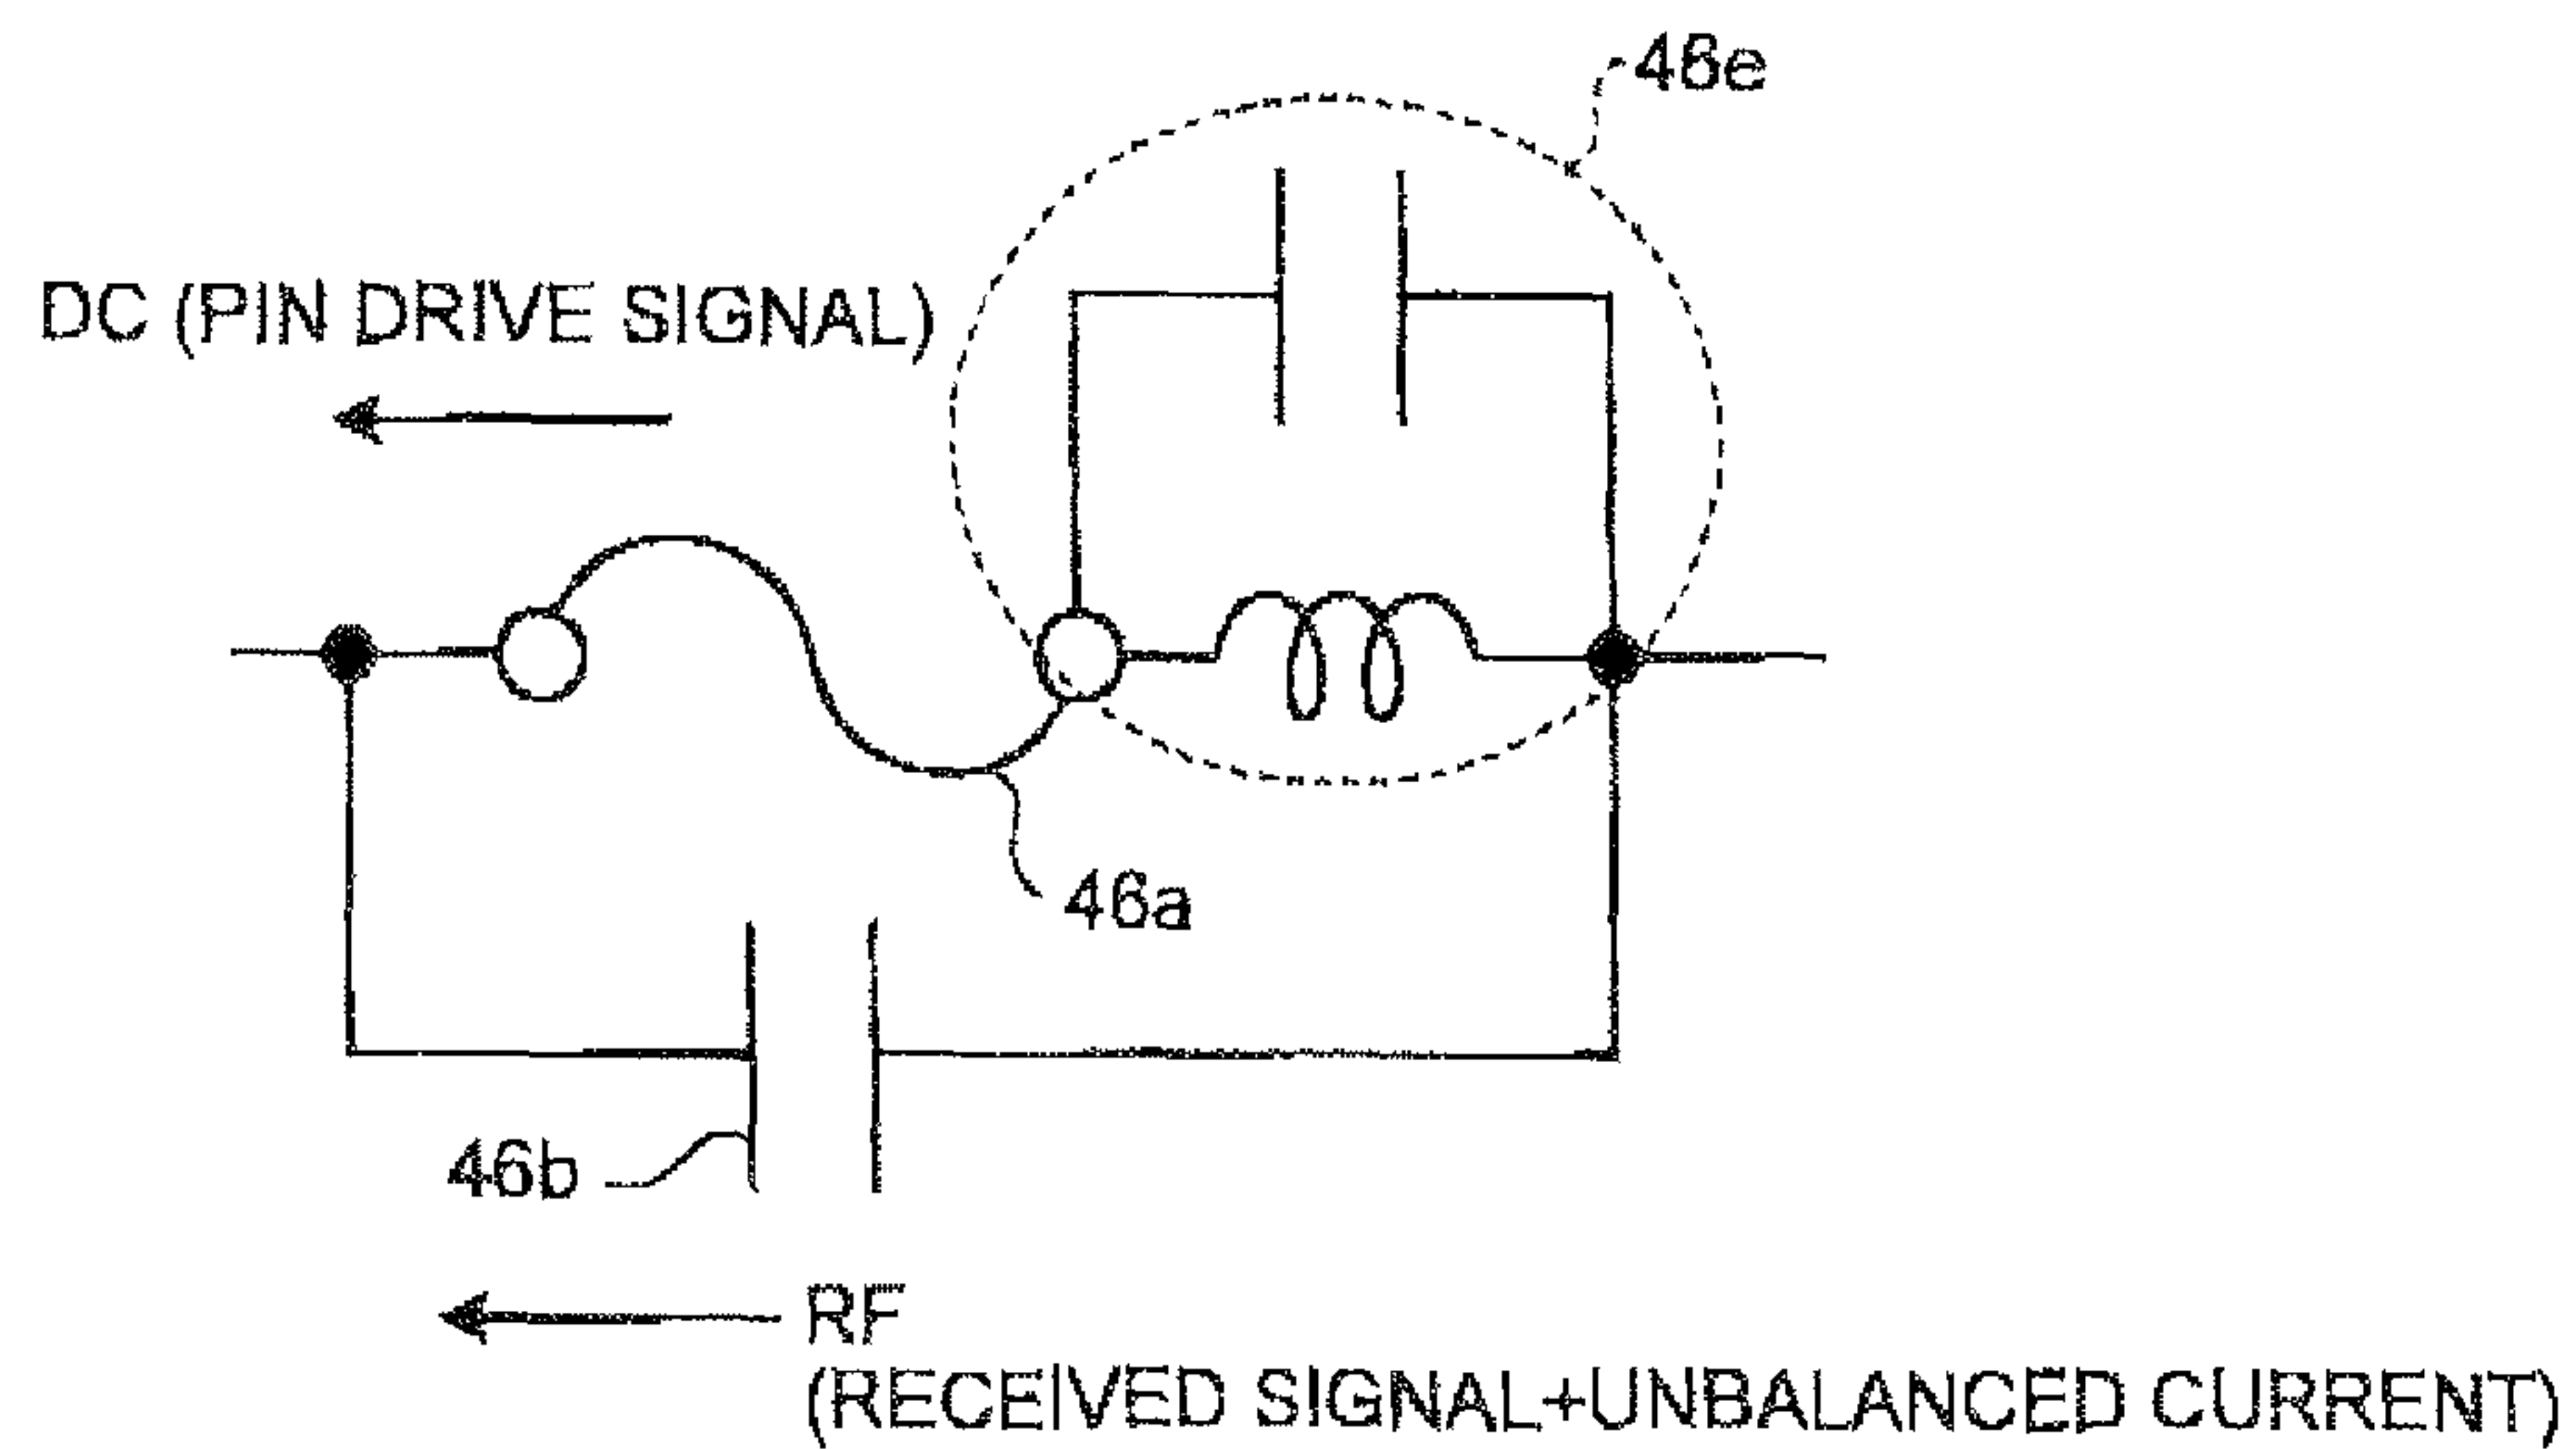 46e
DC (PIN DRIVE SIGNAL)
46a
46b
RF
(RECEIVED SIGNAL+UNBALANCED CURRENT)